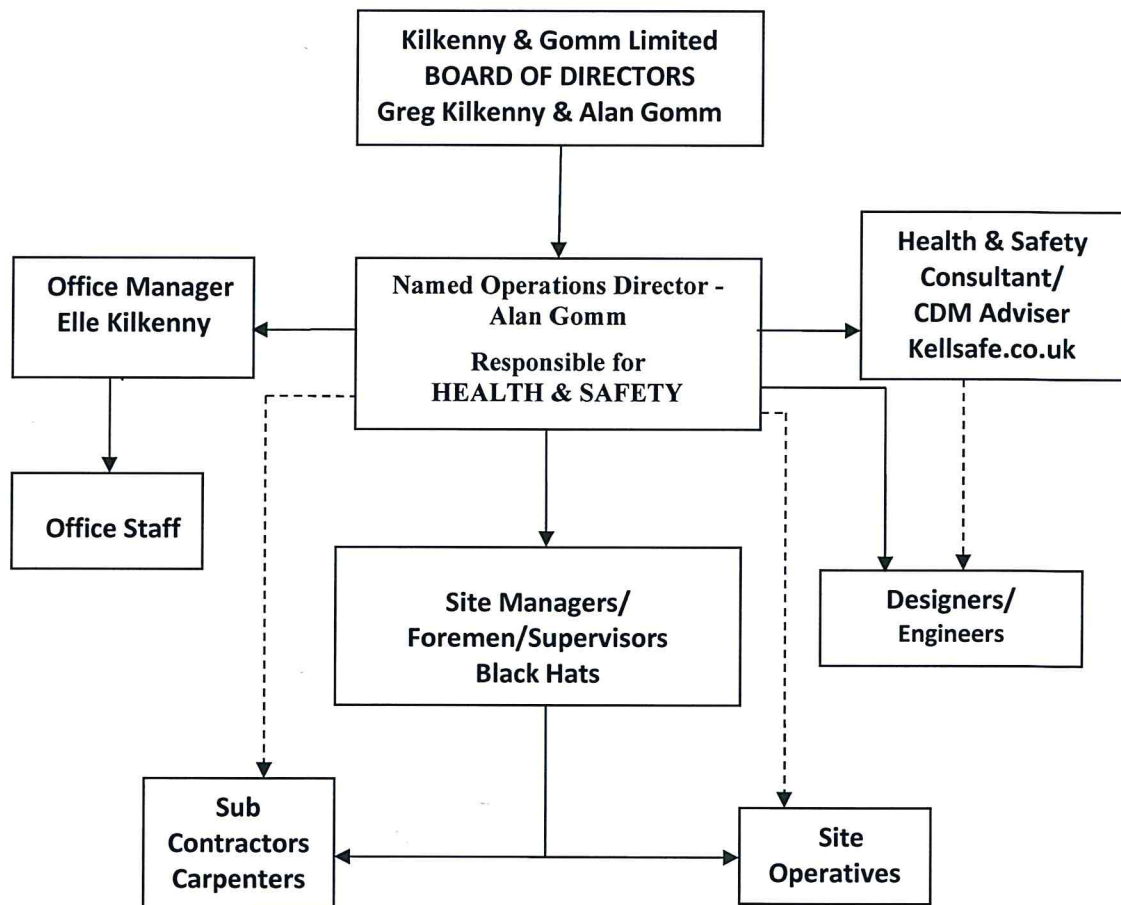 Kilkenny & Gomm Limited
BOARD OF DIRECTORS
Greg Kilkenny & Alan Gomm
Office Manager
Elle Kilkenny
Named Operations Director -
Alan Gomm
Responsible for
HEALTH & SAFETY
Health & Safety
Consultant/
CDM Adviser
Kellsafe.co.uk
Office Staff
Site Managers/
Foremen/Supervisors
Black Hats
Designers/
Engineers
Sub
Contractors
Carpenters
Site
Operatives